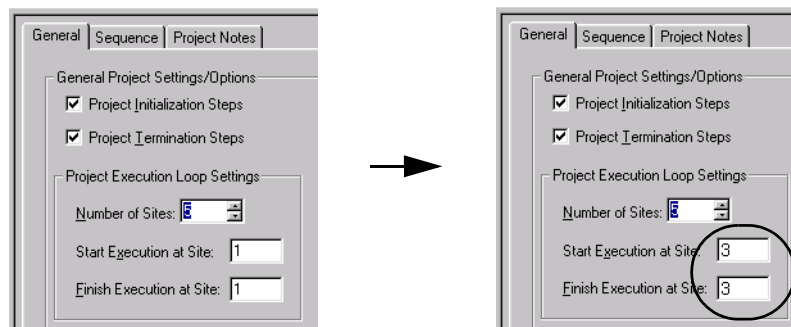 General Sequence Project Notes
General Project Settings/Options
Project Initialization Steps
Project Termination Steps
Project Execution Loop Settings
Number of Sites: 5
Start Execution at Site: 1
Finish Execution at Site: 1
General Sequence Project Notes
General Project Settings/Options
Project Initialization Steps
Project Termination Steps
Project Execution Loop Settings
Number of Sites: 5
Start Execution at Site: 3
Finish Execution at Site: 3